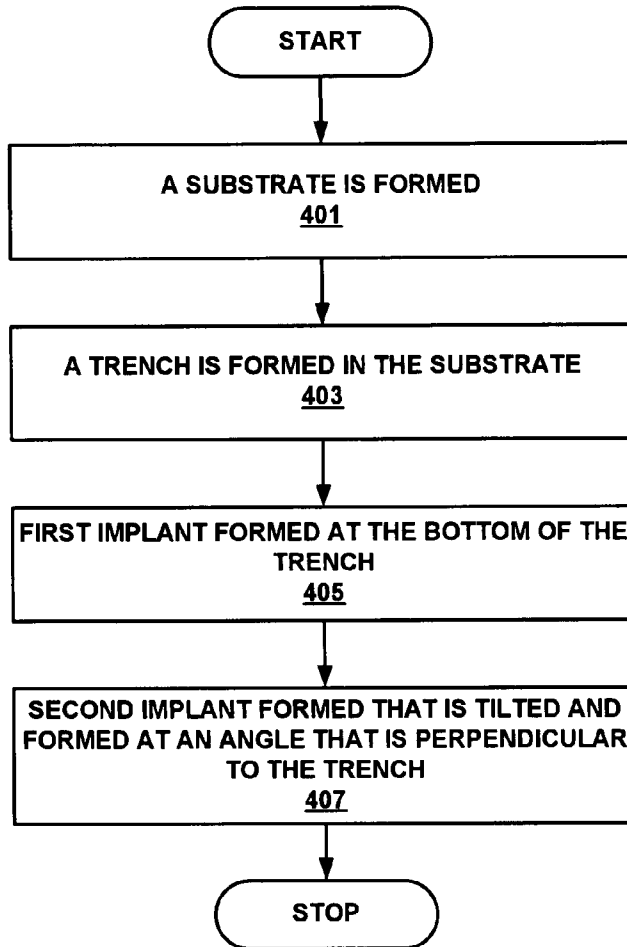 START
A SUBSTRATE IS FORMED
401
A TRENCH IS FORMED IN THE SUBSTRATE
403
FIRST IMPLANT FORMED AT THE BOTTOM OF THE
TRENCH
405
SECOND IMPLANT FORMED THAT IS TILTED AND
FORMED AT AN ANGLE THAT IS PERPENDICULAR
TO THE TRENCH
407
STOP